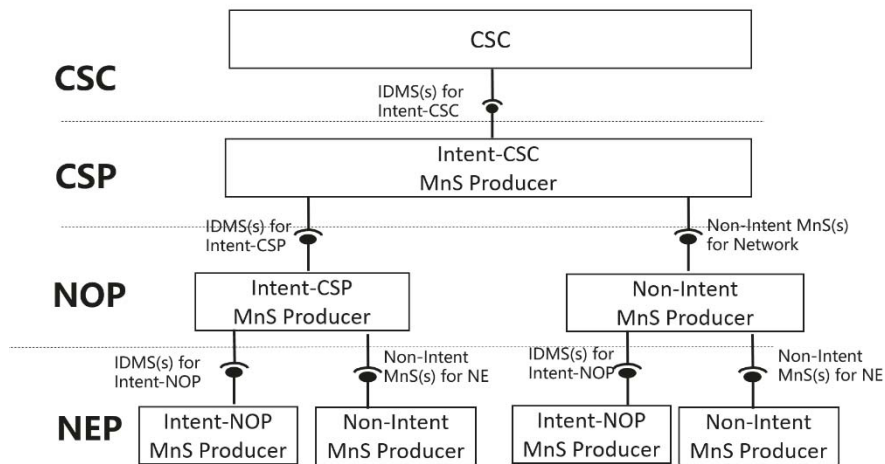 CSC
CSC
IDMS(s) for
Intent-CSC
CSP
Intent-CSC
MnS Producer
IDMS(s) for
Intent-CSP
Non-Intent MnS(s)
for Network
NOP
Intent-CSP
MnS Producer
Non-Intent
MnS Producer
IDMS(s) for
Intent-NOP
Non-Intent
MnS(s) for NE
IDMS(s) for
Intent-NOP
Non-Intent
MnS(s) for NE
NEP
Intent-NOP
MnS Producer
Non-Intent
MnS Producer
Intent-NOP
MnS Producer
Non-Intent
MnS Producer